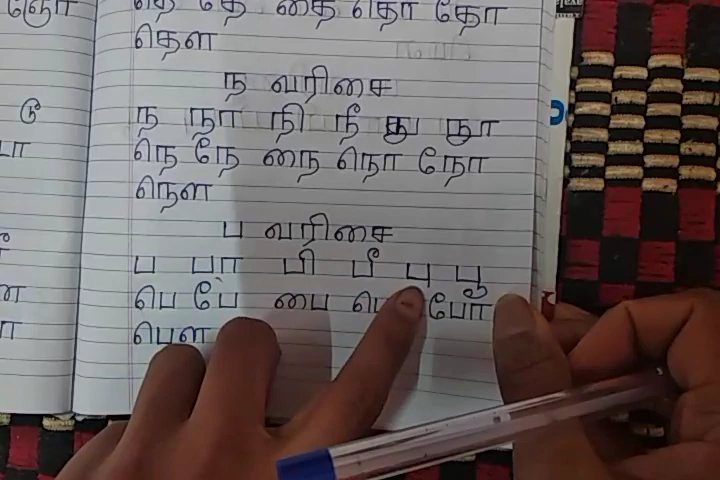 தெ தே தை தொ தோ
தௌ
ந வரிசை
ந நா நி நீ நு நூ
நெ நே நை நொ நோ
நௌ
ப வரிசை
ப பா பி பீ பு பூ
பெ பே பை போ
பௌ